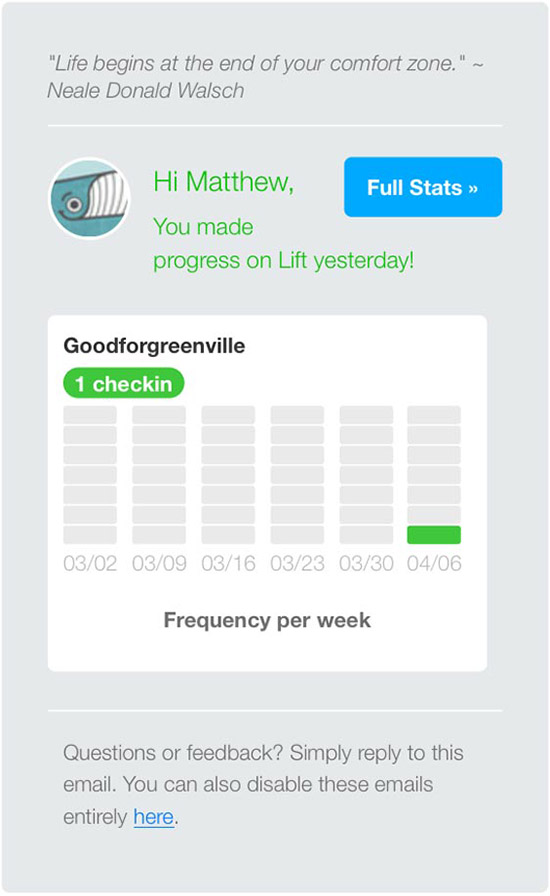 "Life begins at the end of your comfort zone." ~
Neale Donald Walsch
Hi Matthew,
Full Stats »
You made
progress on Lift yesterday!
Goodforgreenville
1 checkin
03/02 03/09 03/16 03/23 03/30 04/06
Frequency per week
Questions or feedback? Simply reply to this
email. You can also disable these emails
entirely here.